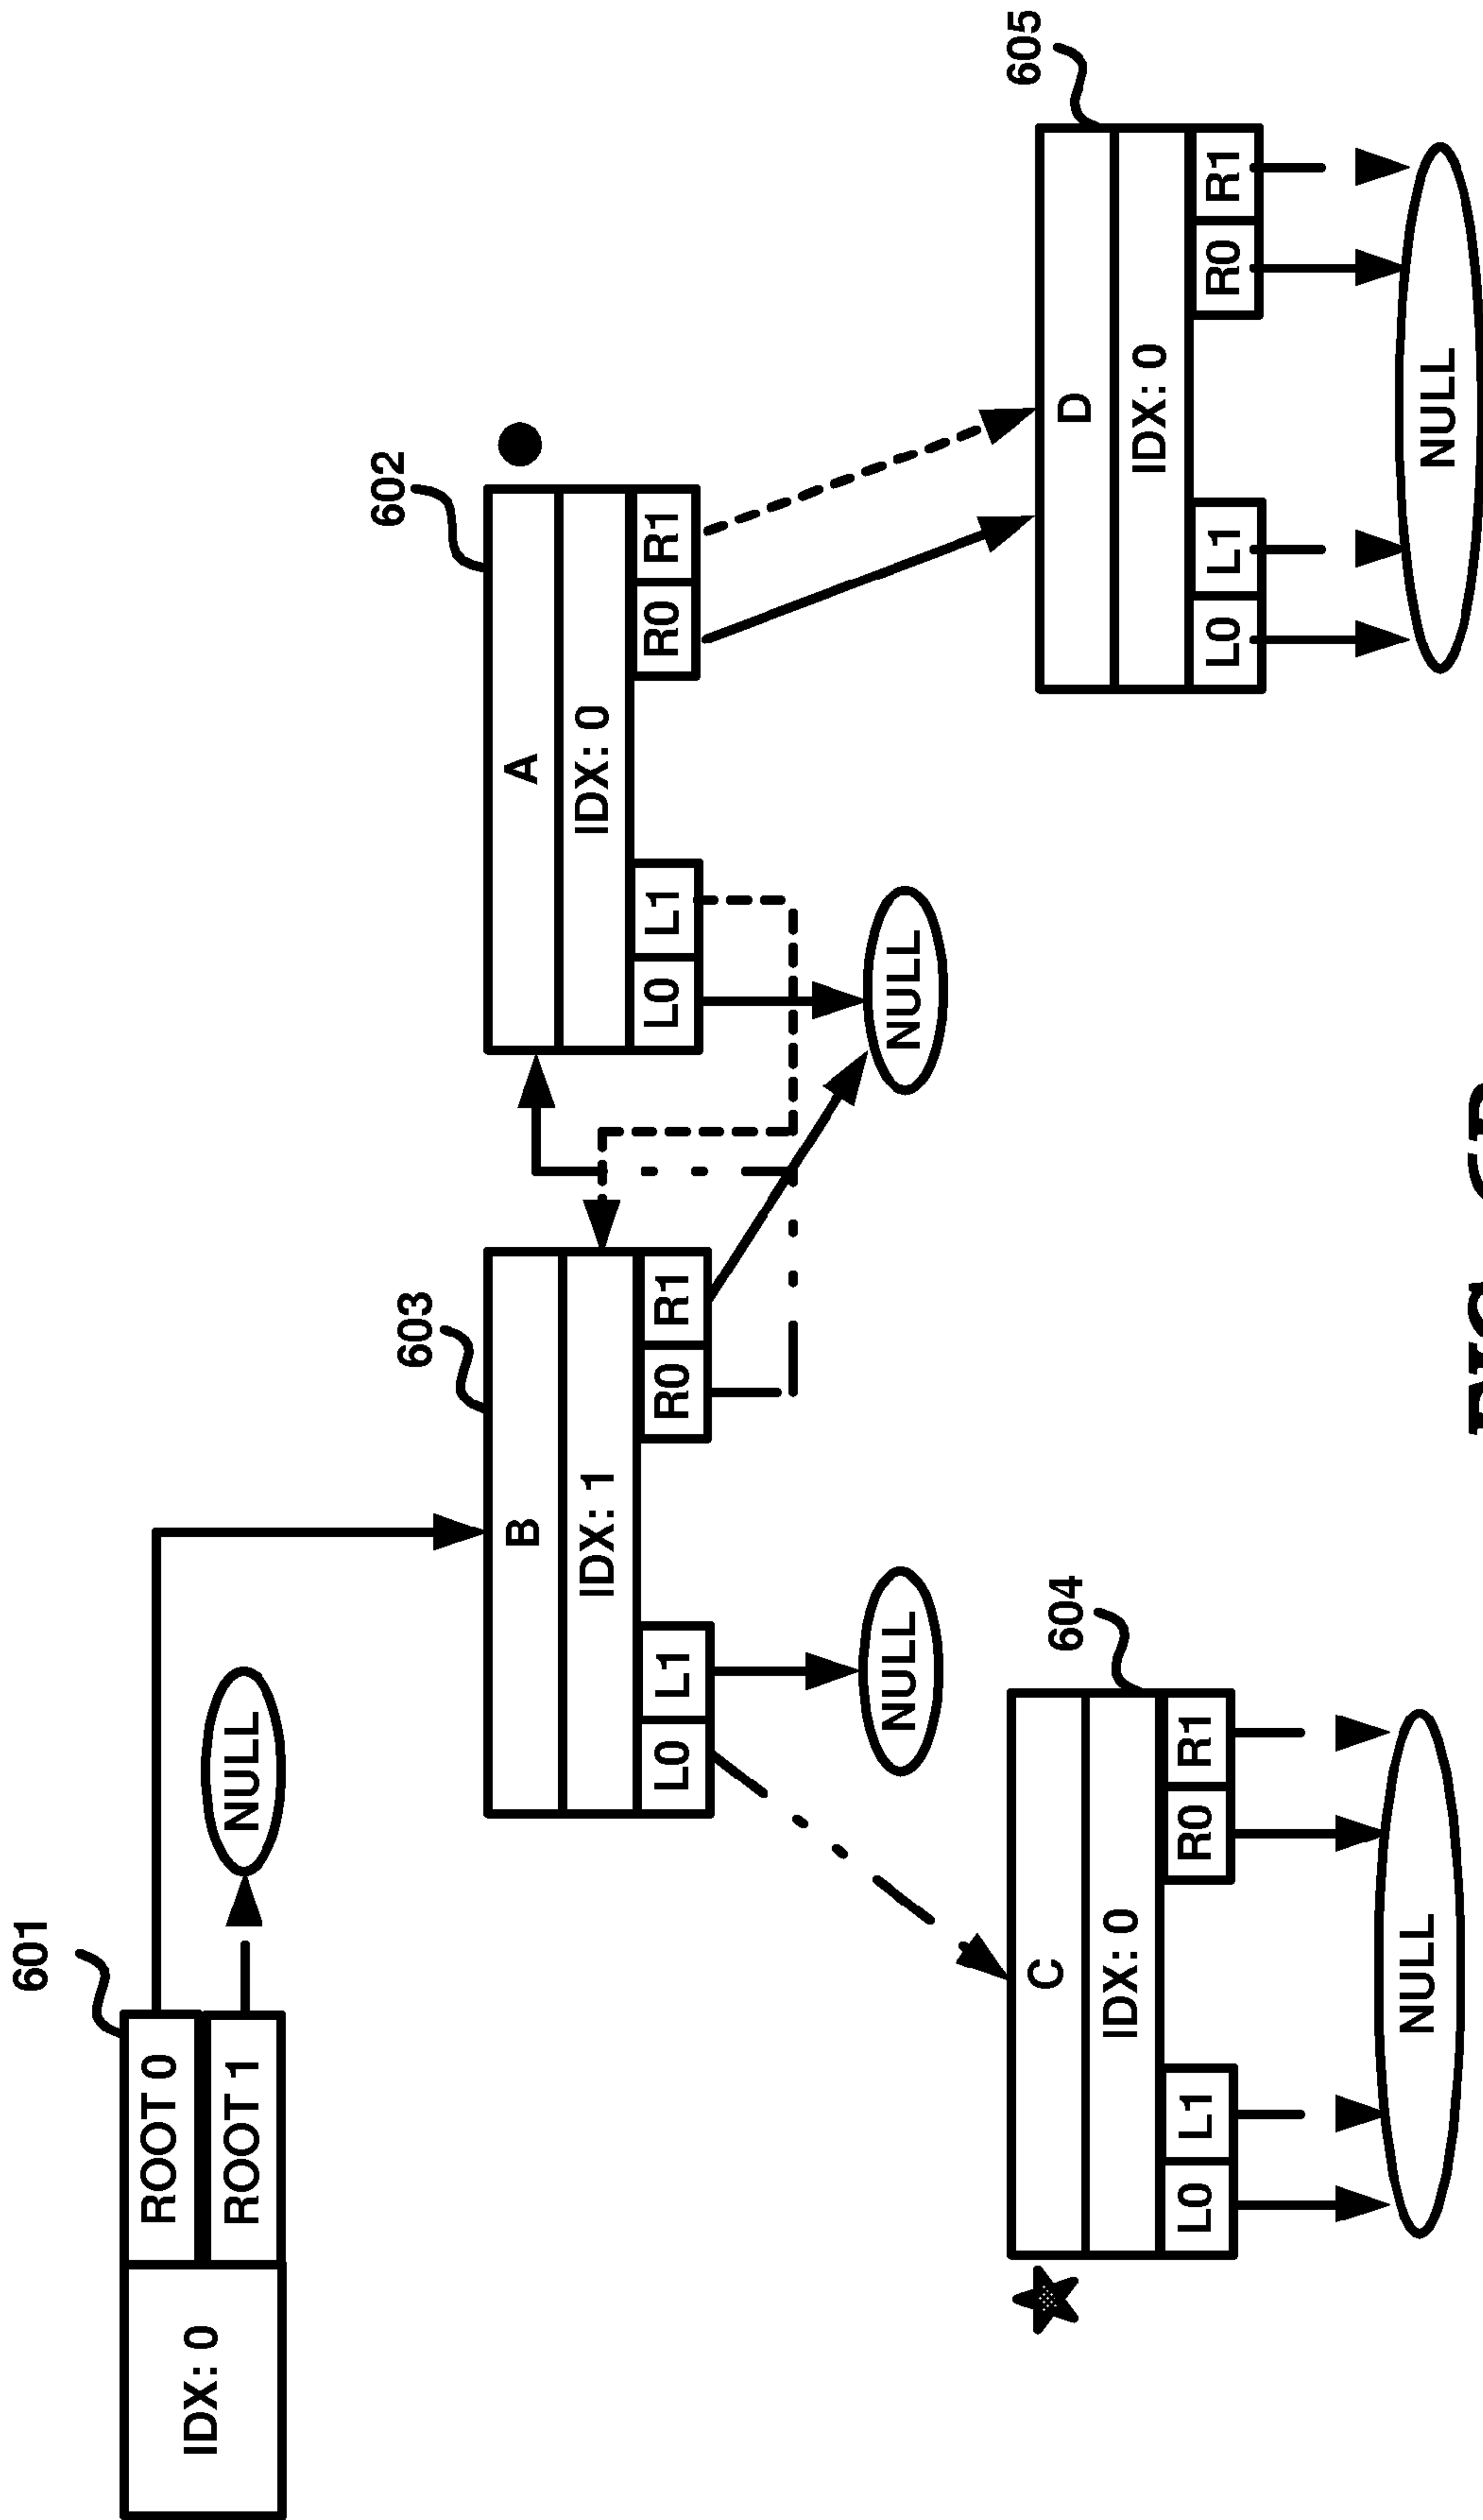 601
IDX: 0
ROOT 0
ROOT 1 NULL
603 602
B A
IDX: 1 IDX: 0
L0 L1 R0 R1 L0 L1 R0 R1
NULL NULL
604 605
C D
IDX: 0 IDX: 0
L0 L1 R0 R1 L0 L1 R0 R1
NULL NULL